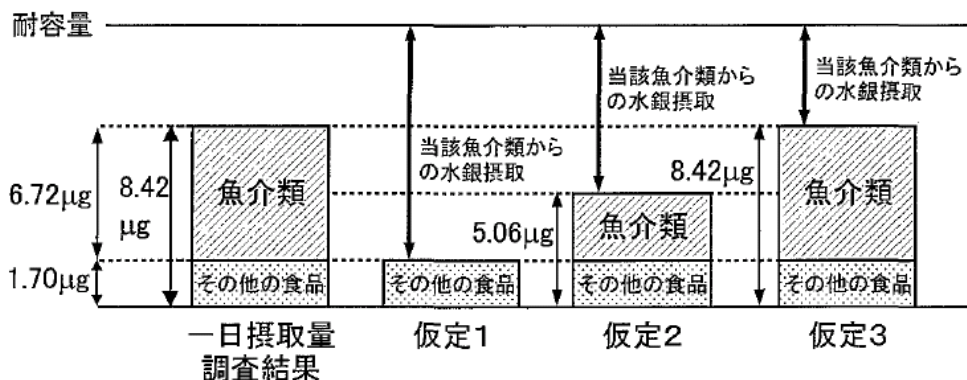 耐容量
当該魚介類から
の水銀摂取
当該魚介類から
の水銀摂取
当該魚介類から
の水銀摂取
6.72μg
8.42
μg
魚介類
5.06μg
魚介類
8.42μg
魚介類
1.70μg
その他の食品
その他の食品
その他の食品
その他の食品
一日摂取量
調査結果
仮定1
仮定2
仮定3